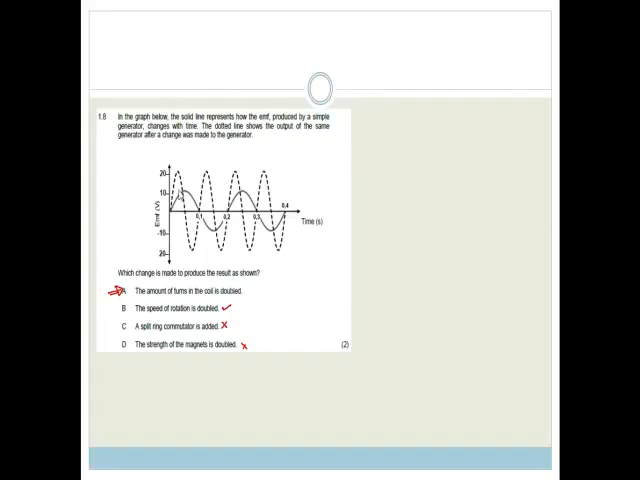 1.8 In the graph below, the solid line represents how the emf, produced by a simple
generator, changes with time. The dotted line shows the output of the same
generator after a change was made to the generator.
20
10
0,4
0,1
0,2
0,3
Emf (V)
Time (s)
-10
20
Which change is made to produce the result as shown?
A The amount of turns in the coil is doubled.
B The speed of rotation is doubled.
C A split ring commutator is added.
D The strength of the magnets is doubled. (2)